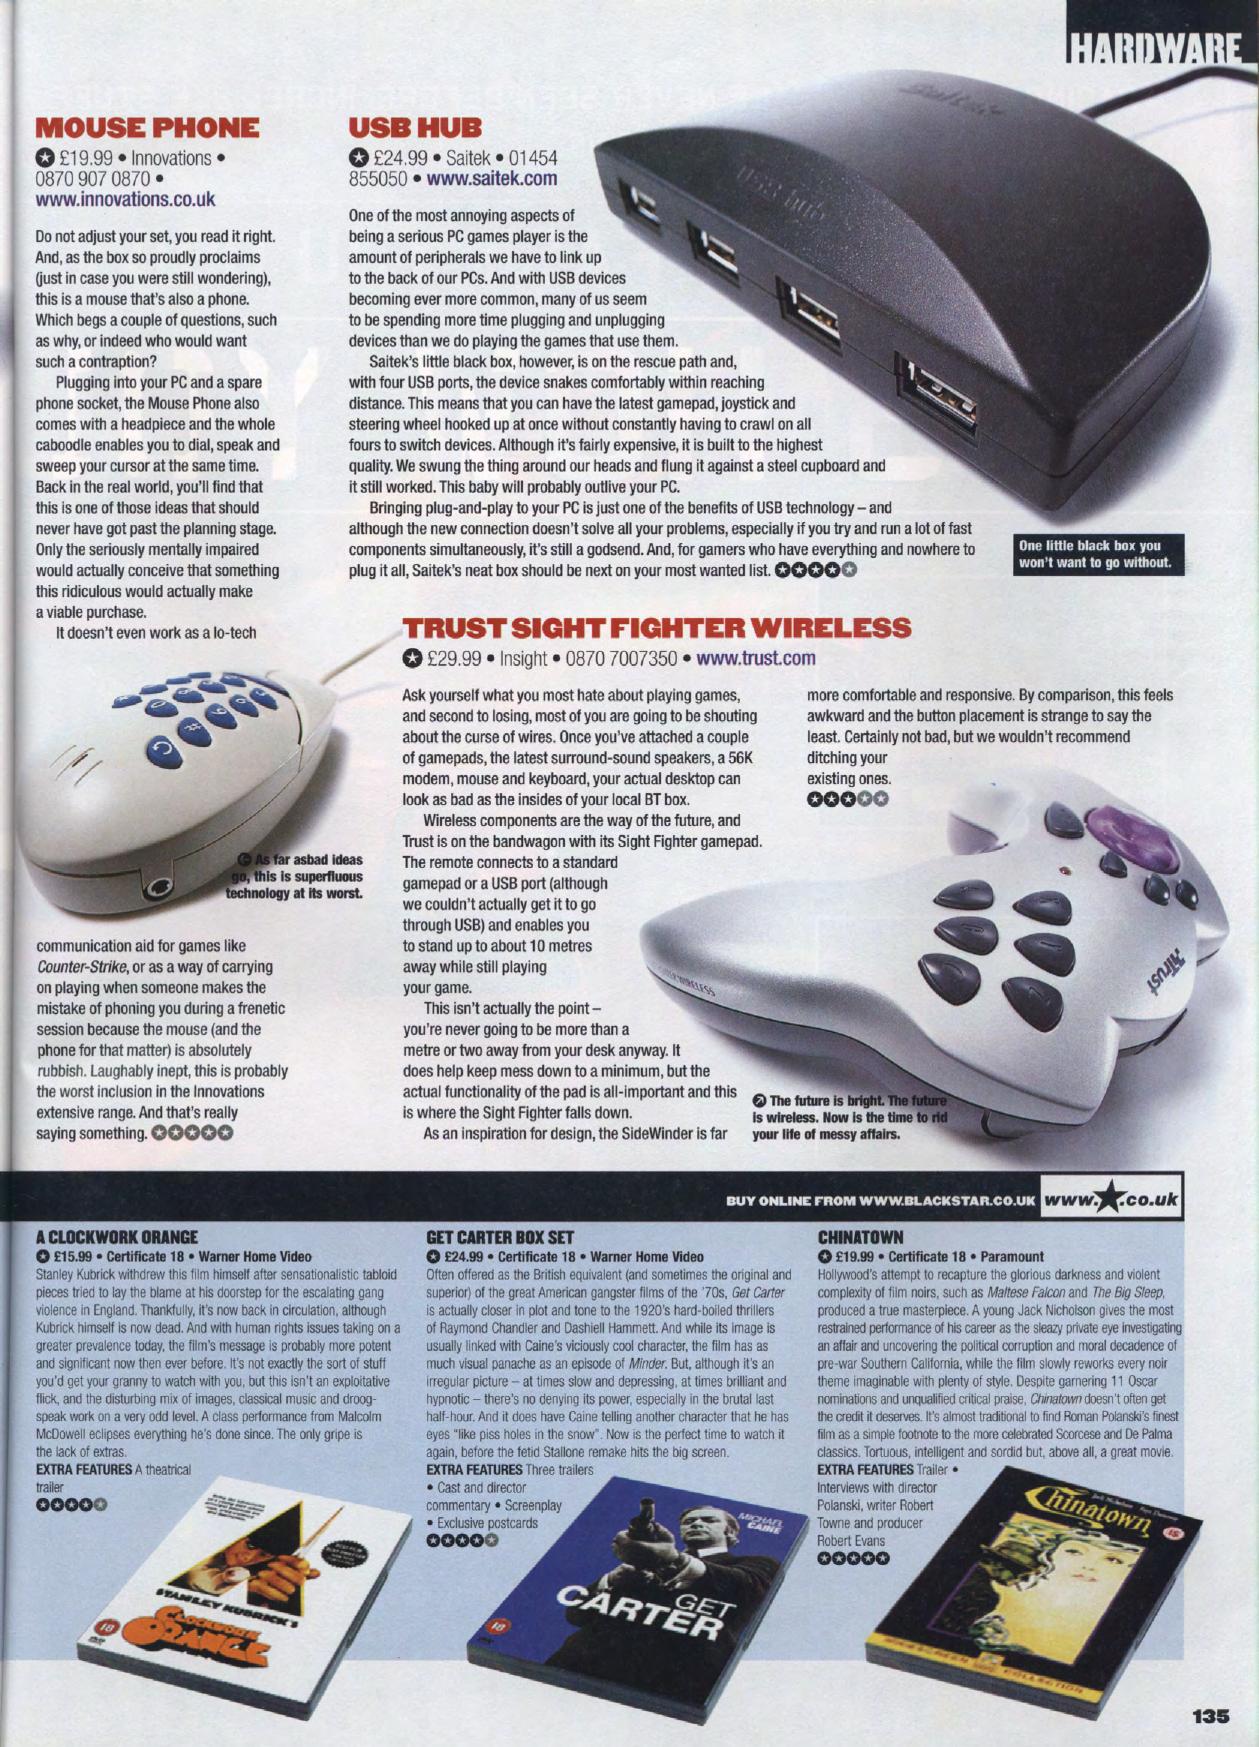 HARDWARE
MOUSE PHONE
£19.99 • Innovations •
0870 907 0870 •
www.innovations.co.uk
Do not adjust your set, you read it right.
And, as the box so proudly proclaims
(just in case you were still wondering),
this is a mouse that's also a phone.
Which begs a couple of questions, such
as why, or indeed who would want
such a contraption?
Plugging into your PC and a spare
phone socket, the Mouse Phone also
comes with a headpiece and the whole
caboodle enables you to dial, speak and
sweep your cursor at the same time.
Back in the real world, you'll find that
this is one of those ideas that should
never have got past the planning stage.
Only the seriously mentally impaired
would actually conceive that something
this ridiculous would actually make
a viable purchase.
It doesn't even work as a lo-tech
As far asbad ideas
go, this is superfluous
technology at its worst.
communication aid for games like
Counter-Strike, or as a way of carrying
on playing when someone makes the
mistake of phoning you during a frenetic
session because the mouse (and the
phone for that matter) is absolutely
rubbish. Laughably inept, this is probably
the worst inclusion in the Innovations
extensive range. And that's really
saying something.
USB HUB
£24.99 • Saitek • 01454
855050 • www.saitek.com
One of the most annoying aspects of
being a serious PC games player is the
amount of peripherals we have to link up
to the back of our PCs. And with USB devices
becoming ever more common, many of us seem
to be spending more time plugging and unplugging
devices than we do playing the games that use them.
Saitek's little black box, however, is on the rescue path and,
with four USB ports, the device snakes comfortably within reaching
distance. This means that you can have the latest gamepad, joystick and
steering wheel hooked up at once without constantly having to crawl on all
fours to switch devices. Although it's fairly expensive, it is built to the highest
quality. We swung the thing around our heads and flung it against a steel cupboard and
it still worked. This baby will probably outlive your PC.
Bringing plug-and-play to your PC is just one of the benefits of USB technology – and
although the new connection doesn't solve all your problems, especially if you try and run a lot of fast
components simultaneously, it's still a godsend. And, for gamers who have everything and nowhere to
plug it all, Saitek's neat box should be next on your most wanted list.
Saitek
USB Hub
One little black box you
won't want to go without.
TRUST SIGHT FIGHTER WIRELESS
£29.99 • Insight • 0870 7007350 • www.trust.com
Ask yourself what you most hate about playing games,
and second to losing, most of you are going to be shouting
about the curse of wires. Once you've attached a couple
of gamepads, the latest surround-sound speakers, a 56K
modem, mouse and keyboard, your actual desktop can
look as bad as the insides of your local BT box.
Wireless components are the way of the future, and
Trust is on the bandwagon with its Sight Fighter gamepad.
The remote connects to a standard
gamepad or a USB port (although
we couldn't actually get it to go
through USB) and enables you
to stand up to about 10 metres
away while still playing
your game.
This isn't actually the point –
you're never going to be more than a
metre or two away from your desk anyway. It
does help keep mess down to a minimum, but the
actual functionality of the pad is all-important and this
is where the Sight Fighter falls down.
As an inspiration for design, the SideWinder is far
more comfortable and responsive. By comparison, this feels
awkward and the button placement is strange to say the
least. Certainly not bad, but we wouldn't recommend
ditching your
existing ones.
WIRELESS
Trust
The future is bright. The future
is wireless. Now is the time to rid
your life of messy affairs.
BUY ONLINE FROM WWW.BLACKSTAR.CO.UK www.★.co.uk
A CLOCKWORK ORANGE
£15.99 • Certificate 18 • Warner Home Video
Stanley Kubrick withdrew this film himself after sensationalistic tabloid
pieces tried to lay the blame at his doorstep for the escalating gang
violence in England. Thankfully, it's now back in circulation, although
Kubrick himself is now dead. And with human rights issues taking on a
greater prevalence today, the film's message is probably more potent
and significant now then ever before. It's not exactly the sort of stuff
you'd get your granny to watch with you, but this isn't an exploitative
flick, and the disturbing mix of images, classical music and droog-
speak work on a very odd level. A class performance from Malcolm
McDowell eclipses everything he's done since. The only gripe is
the lack of extras.
EXTRA FEATURES A theatrical
trailer
STANLEY KUBRICK'S
CLOCKWORK
ORANGE
18
GET CARTER BOX SET
£24.99 • Certificate 18 • Warner Home Video
Often offered as the British equivalent (and sometimes the original and
superior) of the great American gangster films of the '70s, Get Carter
is actually closer in plot and tone to the 1920's hard-boiled thrillers
of Raymond Chandler and Dashiell Hammett. And while its image is
usually linked with Caine's viciously cool character, the film has as
much visual panache as an episode of Minder. But, although it's an
irregular picture – at times slow and depressing, at times brilliant and
hypnotic – there's no denying its power, especially in the brutal last
half-hour. And it does have Caine telling another character that he has
eyes "like piss holes in the snow". Now is the perfect time to watch it
again, before the fetid Stallone remake hits the big screen.
EXTRA FEATURES Three trailers
• Cast and director
commentary • Screenplay
• Exclusive postcards
MICHAEL
CAINE
GET
CARTER
18
CHINATOWN
£19.99 • Certificate 18 • Paramount
Hollywood's attempt to recapture the glorious darkness and violent
complexity of film noirs, such as Maltese Falcon and The Big Sleep,
produced a true masterpiece. A young Jack Nicholson gives the most
restrained performance of his career as the sleazy private eye investigating
an affair and uncovering the political corruption and moral decadence of
pre-war Southern California, while the film slowly reworks every noir
theme imaginable with plenty of style. Despite garnering 11 Oscar
nominations and unqualified critical praise, Chinatown doesn't often get
the credit it deserves. It's almost traditional to find Roman Polanski's finest
film as a simple footnote to the more celebrated Scorcese and De Palma
classics. Tortuous, intelligent and sordid but, above all, a great movie.
EXTRA FEATURES Trailer •
Interviews with director
Polanski, writer Robert
Towne and producer
Robert Evans
Jack Nicholson Faye Dunaway
Chinatown
15
WIDESCREEN DVD COLLECTION
135